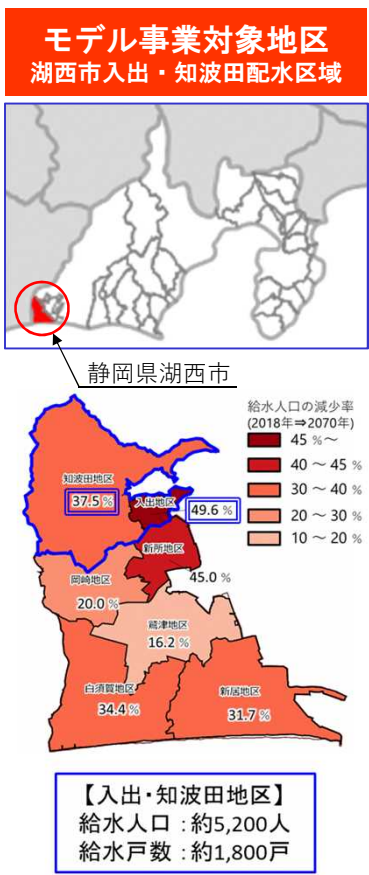 モデル事業対象地区
湖西市入出・知波田配水区域
静岡県湖西市
給水人口の減少率
(2018年⇒2070年)
45 %～
40 ～ 45 %
30 ～ 40 %
20 ～ 30 %
10 ～ 20 %
知波田地区
37.5 %
入出地区
49.6 %
新所地区
45.0 %
岡崎地区
20.0 %
鷲津地区
16.2 %
白須賀地区
34.4 %
新居地区
31.7 %
【入出・知波田地区】
給水人口：約5,200人
給水戸数：約1,800戸